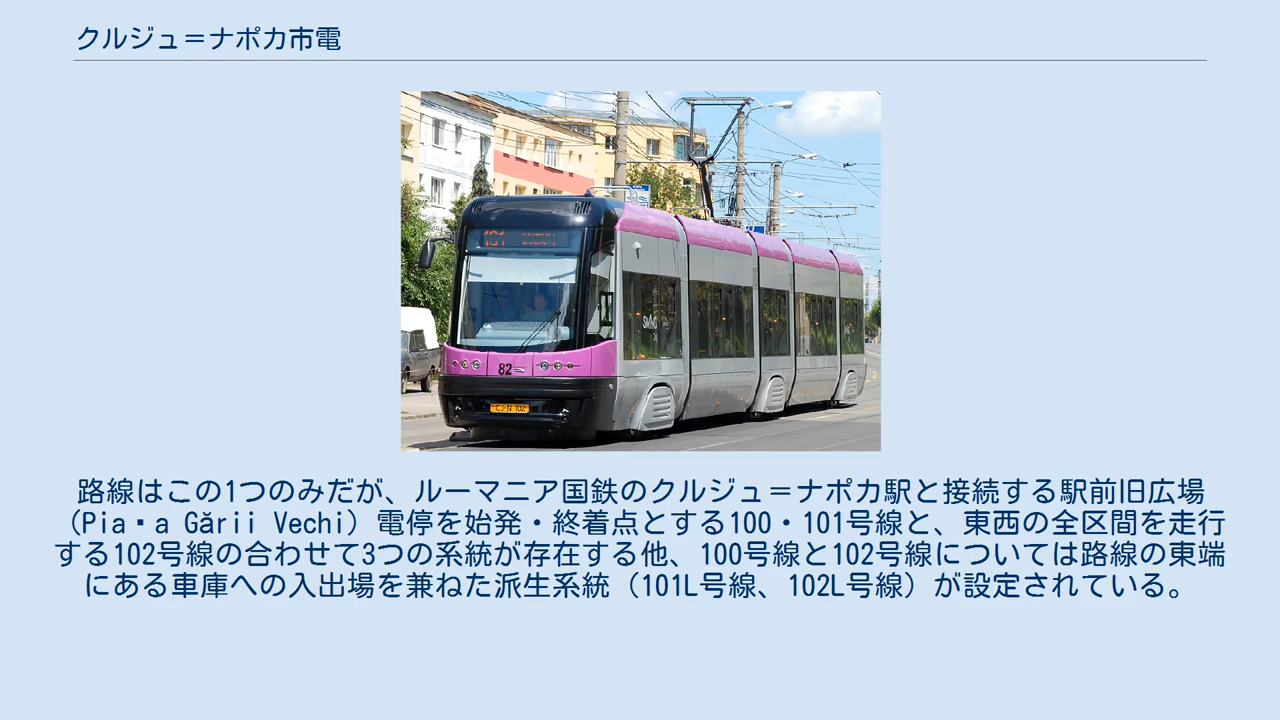 クルジュ＝ナポカ市電
101
82
CJ-N 102
路線はこの1つのみだが、ルーマニア国鉄のクルジュ＝ナポカ駅と接続する駅前旧広場
（Pia▪a Gării Vechi）電停を始発・終着点とする100・101号線と、東西の全区間を走行
する102号線の合わせて3つの系統が存在する他、100号線と102号線については路線の東端
にある車庫への入出場を兼ねた派生系統（101L号線、102L号線）が設定されている。